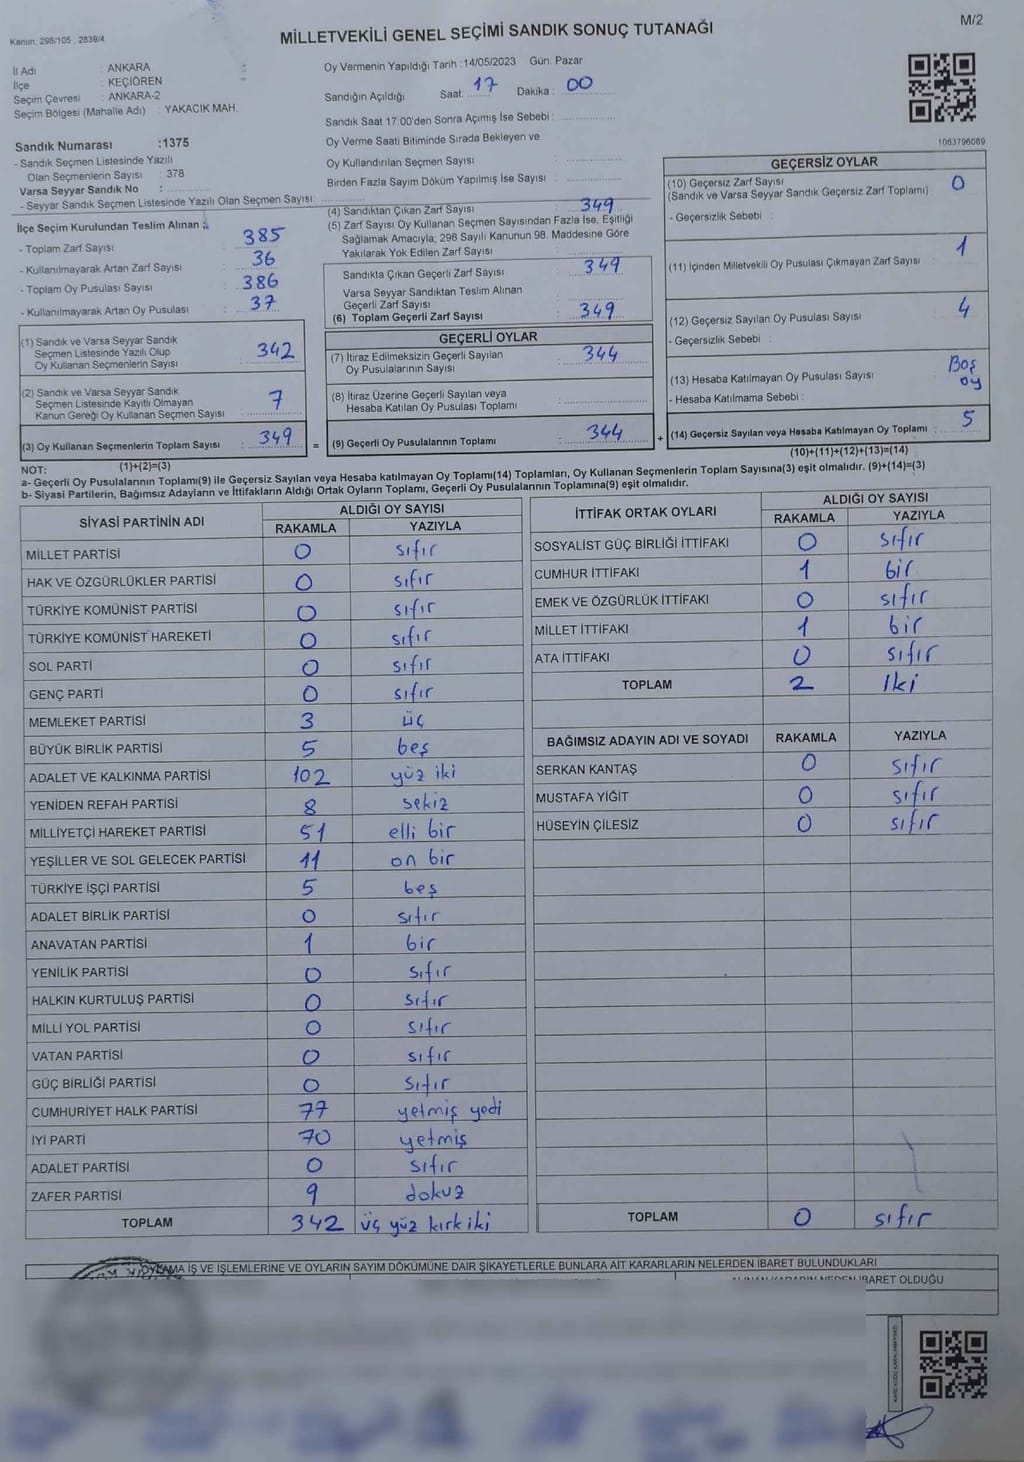 Kanun: 298/105 , 2839/4
MİLLETVEKİLİ GENEL SEÇİMİ SANDIK SONUÇ TUTANAĞI
M/2
İl Adı : ANKARA
İlçe : KEÇİÖREN
Seçim Çevresi : ANKARA-2
Seçim Bölgesi (Mahalle Adı) : YAKACIK MAH.
Sandık Numarası :1375
- Sandık Seçmen Listesinde Yazılı
Olan Seçmenlerin Sayısı : 378
Varsa Seyyar Sandık No :
- Seyyar Sandık Seçmen Listesinde Yazılı Olan Seçmen Sayısı:
Oy Vermenin Yapıldığı Tarih :14/05/2023 Gün: Pazar
Sandığın Açıldığı Saat: 17 Dakika : 00
Sandık Saat 17:00'den Sonra Açımış İse Sebebi :
Oy Verme Saati Bitiminde Sırada Bekleyen ve
Oy Kullandırılan Seçmen Sayısı :
Birden Fazla Sayım Döküm Yapılmış İse Sayısı :
1063796069
İlçe Seçim Kurulundan Teslim Alınan :
- Toplam Zarf Sayısı : 385
- Kullanılmayarak Artan Zarf Sayısı : 36
- Toplam Oy Pusulası Sayısı : 386
- Kullanılmayarak Artan Oy Pusulası : 37
(1) Sandık ve Varsa Seyyar Sandık
Seçmen Listesinde Yazılı Olup
Oy Kullanan Seçmenlerin Sayısı : 342
(2) Sandık ve Varsa Seyyar Sandık
Seçmen Listesinde Kayıtlı Olmayan
Kanun Gereği Oy Kullanan Seçmen Sayısı : 7
(3) Oy Kullanan Seçmenlerin Toplam Sayısı : 349 =
(4) Sandıktan Çıkan Zarf Sayısı : 349
(5) Zarf Sayısı Oy Kullanan Seçmen Sayısından Fazla İse, Eşitliği
Sağlamak Amacıyla; 298 Sayılı Kanunun 98. Maddesine Göre
Yakılarak Yok Edilen Zarf Sayısı :
Sandıkta Çıkan Geçerli Zarf Sayısı : 349
Varsa Seyyar Sandıktan Teslim Alınan
Geçerli Zarf Sayısı :
(6) Toplam Geçerli Zarf Sayısı : 349
GEÇERLİ OYLAR
(7) İtiraz Edilmeksizin Geçerli Sayılan
Oy Pusulalarının Sayısı : 344
(8) İtiraz Üzerine Geçerli Sayılan veya
Hesaba Katılan Oy Pusulası Toplamı :
(9) Geçerli Oy Pusulalarının Toplamı : 344 +
GEÇERSİZ OYLAR
(10) Geçersiz Zarf Sayısı : 0
(Sandık ve Varsa Seyyar Sandık Geçersiz Zarf Toplamı)
- Geçersizlik Sebebi :
(11) İçinden Milletvekili Oy Pusulası Çıkmayan Zarf Sayısı : 1
(12) Geçersiz Sayılan Oy Pusulası Sayısı : 4
- Geçersizlik Sebebi :
(13) Hesaba Katılmayan Oy Pusulası Sayısı : Boş
- Hesaba Katılmama Sebebi : oy
(14) Geçersiz Sayılan veya Hesaba Katılmayan Oy Toplamı : 5
(10)+(11)+(12)+(13)=(14)
NOT: (1)+(2)=(3)
a- Geçerli Oy Pusulalarının Toplamı(9) ile Geçersiz Sayılan veya Hesaba katılmayan Oy Toplamı(14) Toplamları, Oy Kullanan Seçmenlerin Toplam Sayısına(3) eşit olmalıdır. (9)+(14)=(3)
b- Siyasi Partilerin, Bağımsız Adayların ve İttifakların Aldığı Ortak Oyların Toplamı, Geçerli Oy Pusulalarının Toplamına(9) eşit olmalıdır.
SİYASİ PARTİNİN ADI ALDIĞI OY SAYISI
RAKAMLA YAZIYLA
MİLLET PARTİSİ 0 sıfır
HAK VE ÖZGÜRLÜKLER PARTİSİ 0 sıfır
TÜRKİYE KOMÜNİST PARTİSİ 0 sıfır
TÜRKİYE KOMÜNİST HAREKETİ 0 sıfır
SOL PARTİ 0 sıfır
GENÇ PARTİ 0 sıfır
MEMLEKET PARTİSİ 3 üç
BÜYÜK BİRLİK PARTİSİ 5 beş
ADALET VE KALKINMA PARTİSİ 102 yüz iki
YENİDEN REFAH PARTİSİ 8 sekiz
MİLLİYETÇİ HAREKET PARTİSİ 51 elli bir
YEŞİLLER VE SOL GELECEK PARTİSİ 11 on bir
TÜRKİYE İŞÇİ PARTİSİ 5 beş
ADALET BİRLİK PARTİSİ 0 sıfır
ANAVATAN PARTİSİ 1 bir
YENİLİK PARTİSİ 0 sıfır
HALKIN KURTULUŞ PARTİSİ 0 sıfır
MİLLİ YOL PARTİSİ 0 sıfır
VATAN PARTİSİ 0 sıfır
GÜÇ BİRLİĞİ PARTİSİ 0 sıfır
CUMHURİYET HALK PARTİSİ 77 yetmiş yedi
İYİ PARTİ 70 yetmiş
ADALET PARTİSİ 0 sıfır
ZAFER PARTİSİ 9 dokuz
TOPLAM 342 üç yüz kırk iki
İTTİFAK ORTAK OYLARI ALDIĞI OY SAYISI
RAKAMLA YAZIYLA
SOSYALİST GÜÇ BİRLİĞİ İTTİFAKI 0 sıfır
CUMHUR İTTİFAKI 1 bir
EMEK VE ÖZGÜRLÜK İTTİFAKI 0 sıfır
MİLLET İTTİFAKI 1 bir
ATA İTTİFAKI 0 sıfır
TOPLAM 2 iki
BAĞIMSIZ ADAYIN ADI VE SOYADI RAKAMLA YAZIYLA
SERKAN KANTAŞ 0 sıfır
MUSTAFA YİĞİT 0 sıfır
HÜSEYİN ÇİLESİZ 0 sıfır
TOPLAM 0 sıfır
OYLAMA İŞ VE İŞLEMLERİNE VE OYLARIN SAYIM DÖKÜMÜNE DAİR ŞİKAYETLERLE BUNLARA AİT KARARLARIN NELERDEN İBARET BULUNDUKLARI
İBARET OLDUĞU